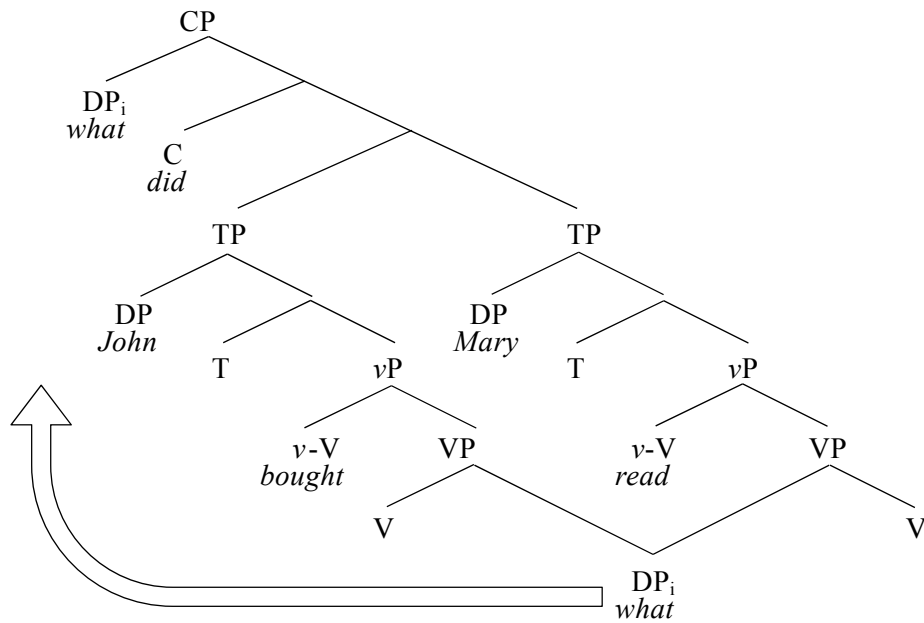 CP
DPi
what
C
did
TP TP
DP DP
John Mary
T T
vP vP
v-V VP v-V VP
bought read
V V
DPi
what